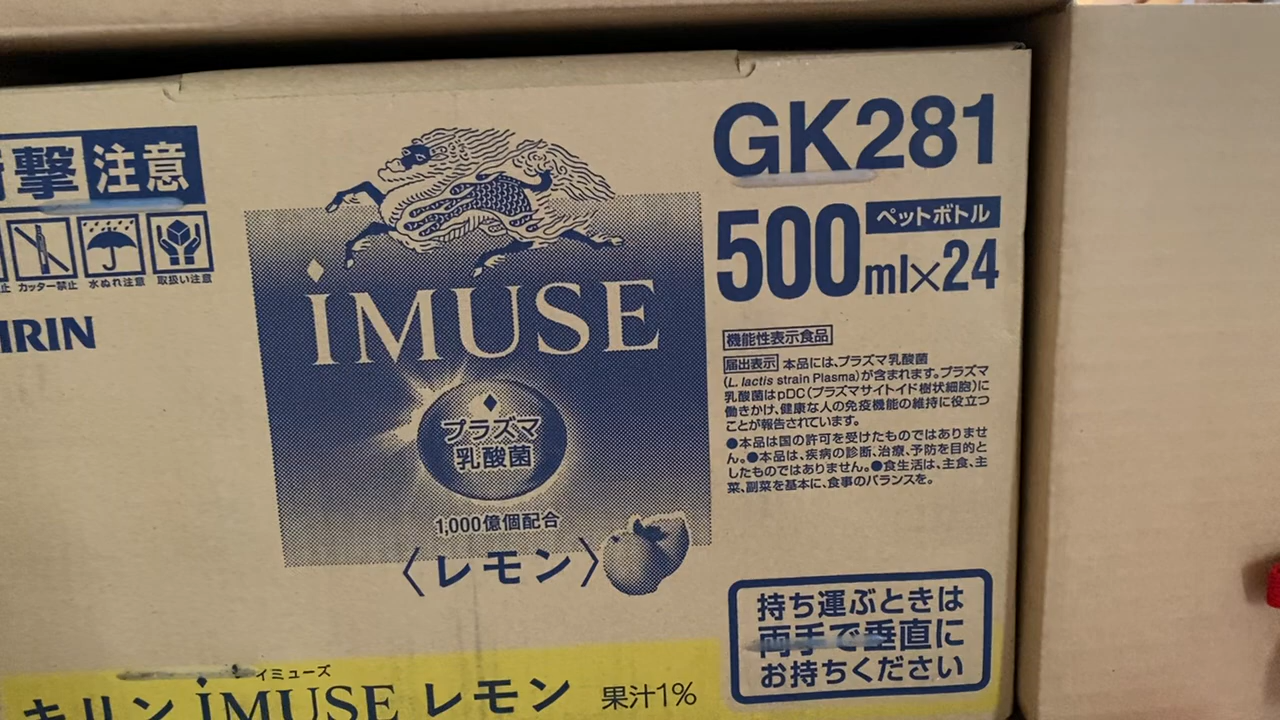 撃 注意
カッター禁止 水ぬれ注意 取扱い注意
KIRIN
iMUSE
プラズマ
乳酸菌
1,000億個配合
〈レモン〉
GK281
500ml×24
ペットボトル
機能性表示食品
届出表示 本品には、プラズマ乳酸菌
(L. lactis strain Plasma)が含まれます。プラズマ
乳酸菌はpDC(プラズマサイトイド樹状細胞)に
働きかけ、健康な人の免疫機能の維持に役立つ
ことが報告されています。
●本品は国の許可を受けたものではありませ
ん。●本品は、疾病の診断、治療、予防を目的と
したものではありません。●食生活は、主食、主
菜、副菜を基本に、食事のバランスを。
持ち運ぶときは
両手で垂直に
お持ちください
イミューズ
キリン iMUSE レモン 果汁1%